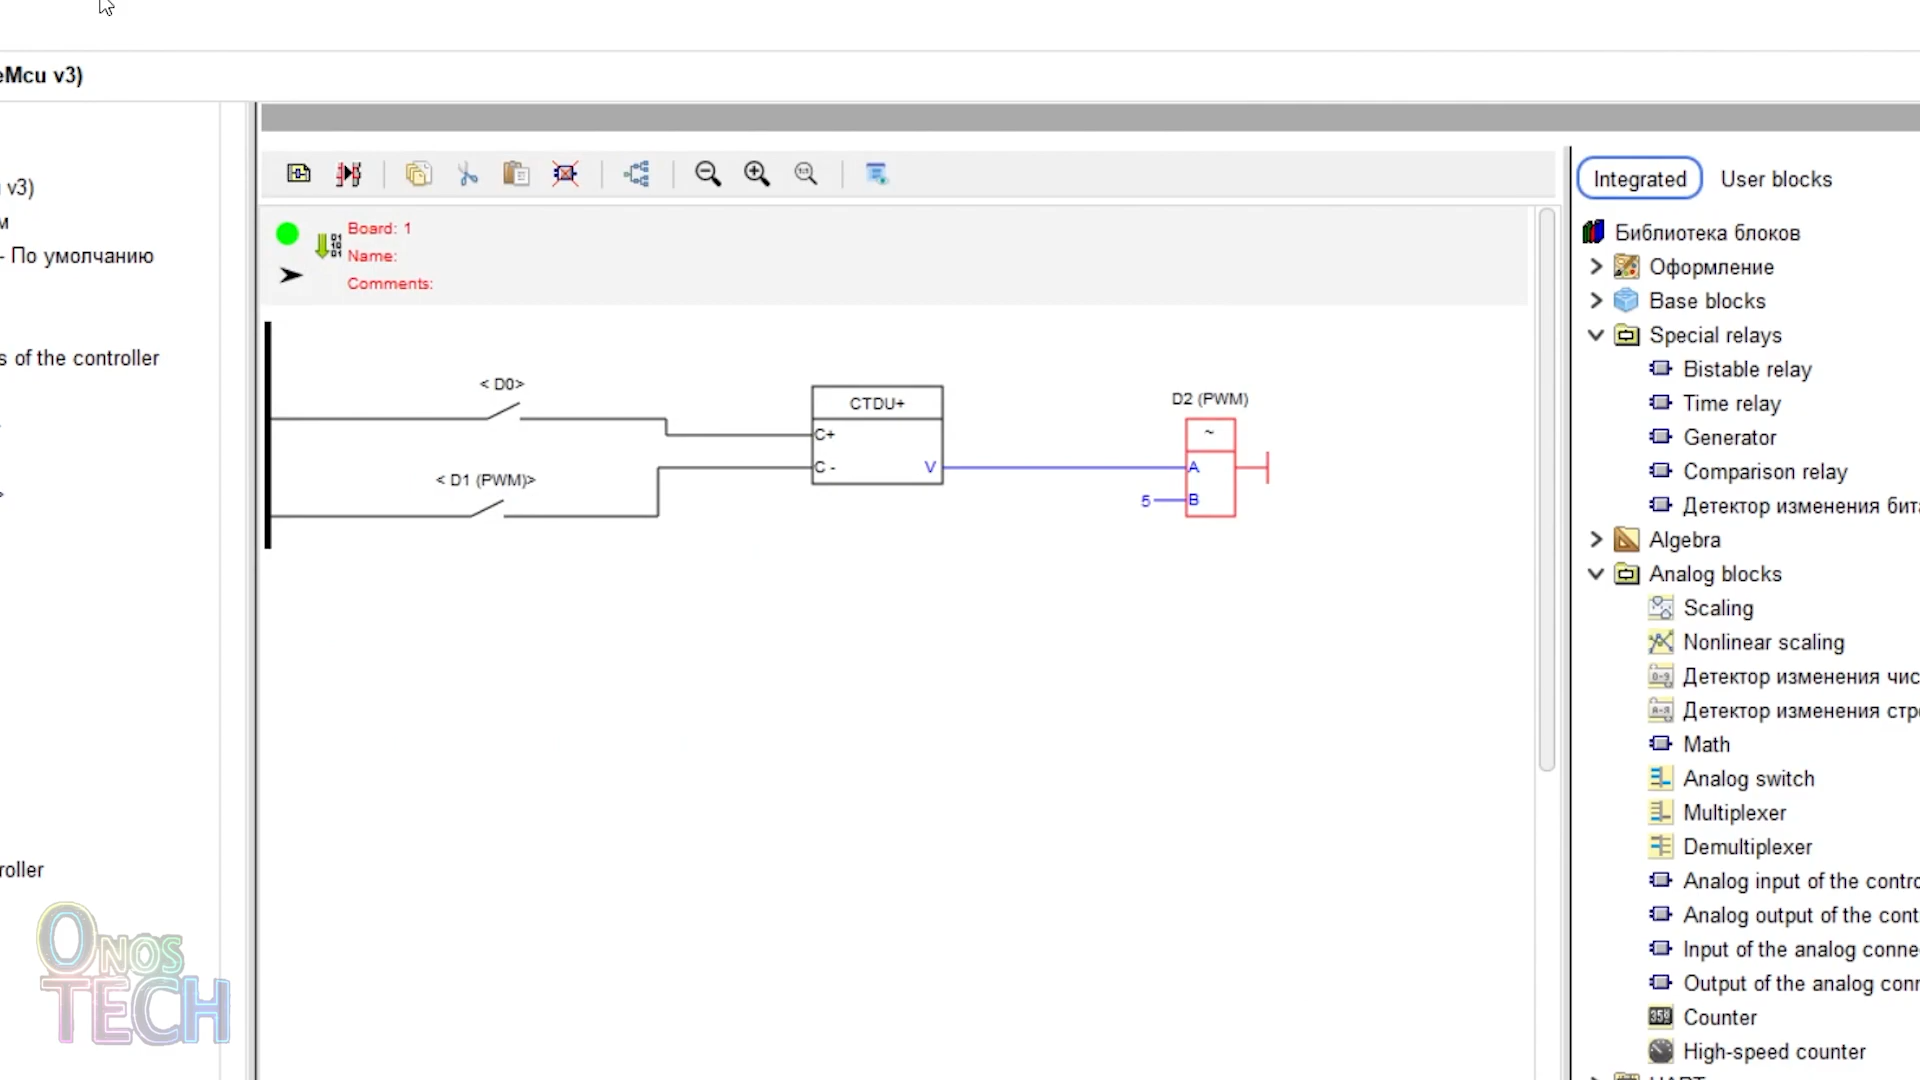 eMcu v3)
v3)
м
- По умолчанию
s of the controller
roller
Board: 1
Name:
Comments:
< D0>
< D1 (PWM)>
CTDU+
C+
C -
V
D2 (PWM)
~
A
5
B
Integrated
User blocks
Библиотека блоков
Оформление
Base blocks
Special relays
Bistable relay
Time relay
Generator
Comparison relay
Детектор изменения бита
Algebra
Analog blocks
Scaling
Nonlinear scaling
Детектор изменения чис
Детектор изменения стро
Math
Analog switch
Multiplexer
Demultiplexer
Analog input of the contro
Analog output of the cont
Input of the analog conne
Output of the analog conn
Counter
High-speed counter
UART
ONOS
TECH